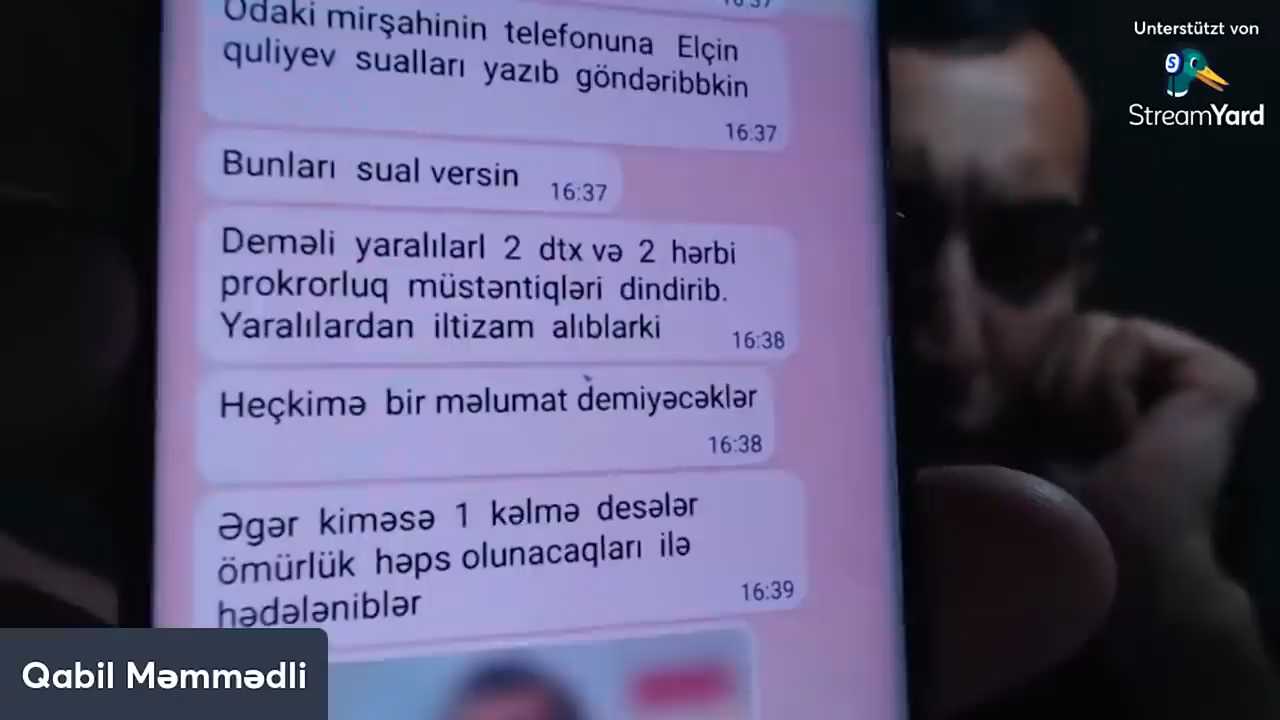 16:37
Odaki mirşahinin telefonuna Elçin
quliyev sualları yazıb göndəribbkin
16:37
Bunları sual versin
16:37
Deməli yaralılarl 2 dtx və 2 hərbi
prokrorluq müstəntiqləri dindirib.
Yaralılardan iltizam alıblarki
16:38
Heçkimə bir məlumat demiyəcəklər
16:38
Əgər kiməsə 1 kəlmə desələr
ömürlük həps olunacaqları ilə
hədələniblər
16:39
Qabil Məmmədli
Unterstützt von
S
StreamYard